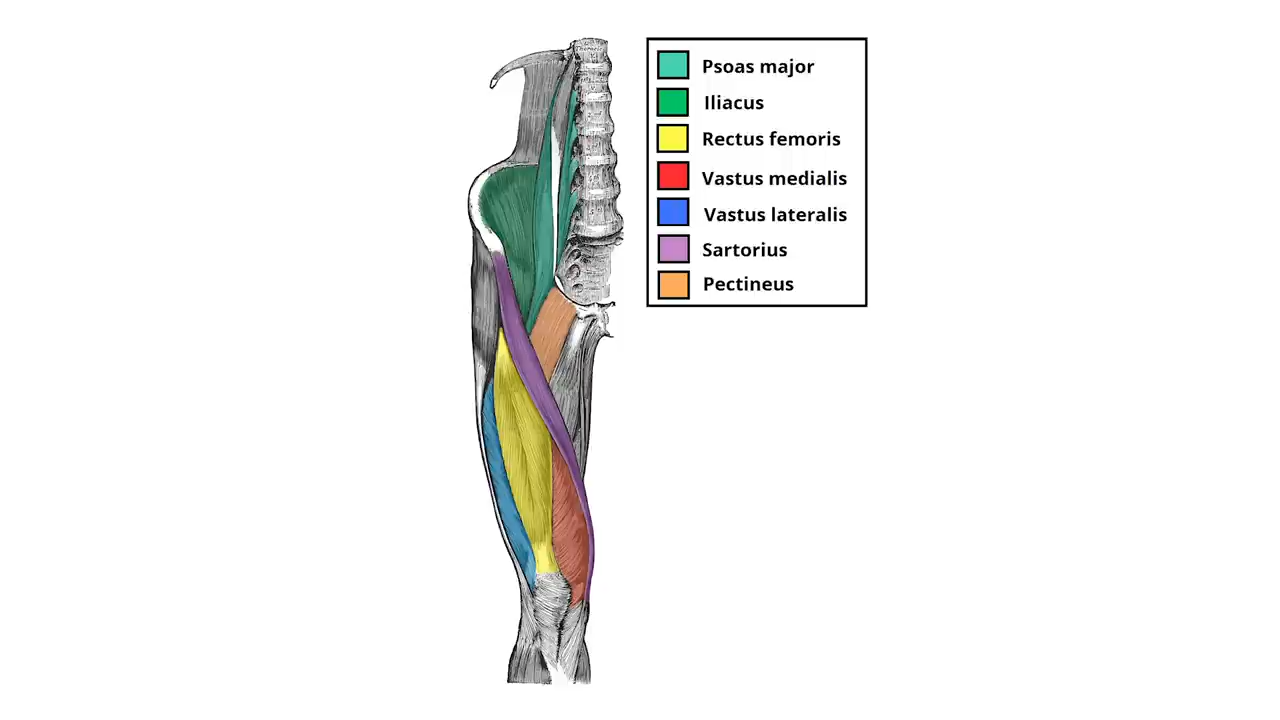 Psoas major
Iliacus
Rectus femoris
Vastus medialis
Vastus lateralis
Sartorius
Pectineus